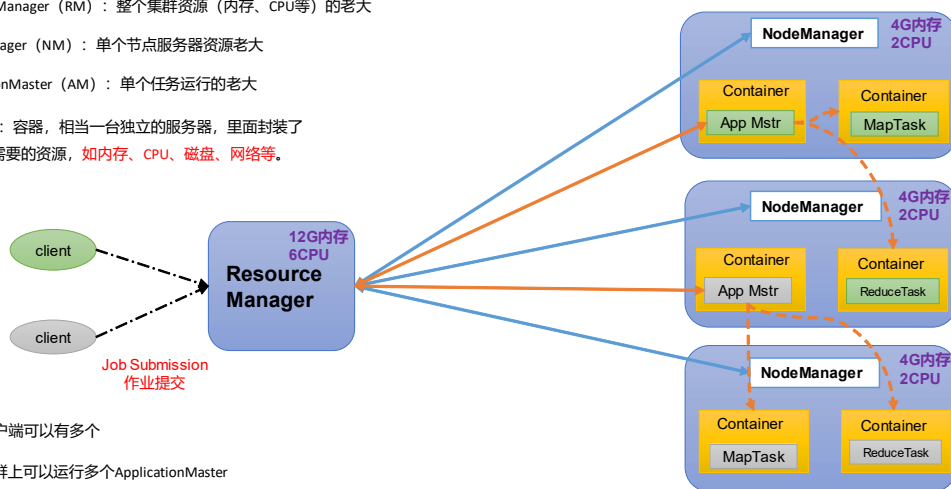 Manager（RM）：整个集群资源（内存、CPU等）的老大
ager（NM）：单个节点服务器资源老大
onMaster（AM）：单个任务运行的老大
：容器，相当一台独立的服务器，里面封装了
需要的资源，如内存、CPU、磁盘、网络等。
client
client
Job Submission
作业提交
12G内存
6CPU
Resource
Manager
NodeManager
4G内存
2CPU
Container
App Mstr
Container
MapTask
NodeManager
4G内存
2CPU
Container
App Mstr
Container
ReduceTask
NodeManager
4G内存
2CPU
Container
MapTask
Container
ReduceTask
户端可以有多个
群上可以运行多个ApplicationMaster